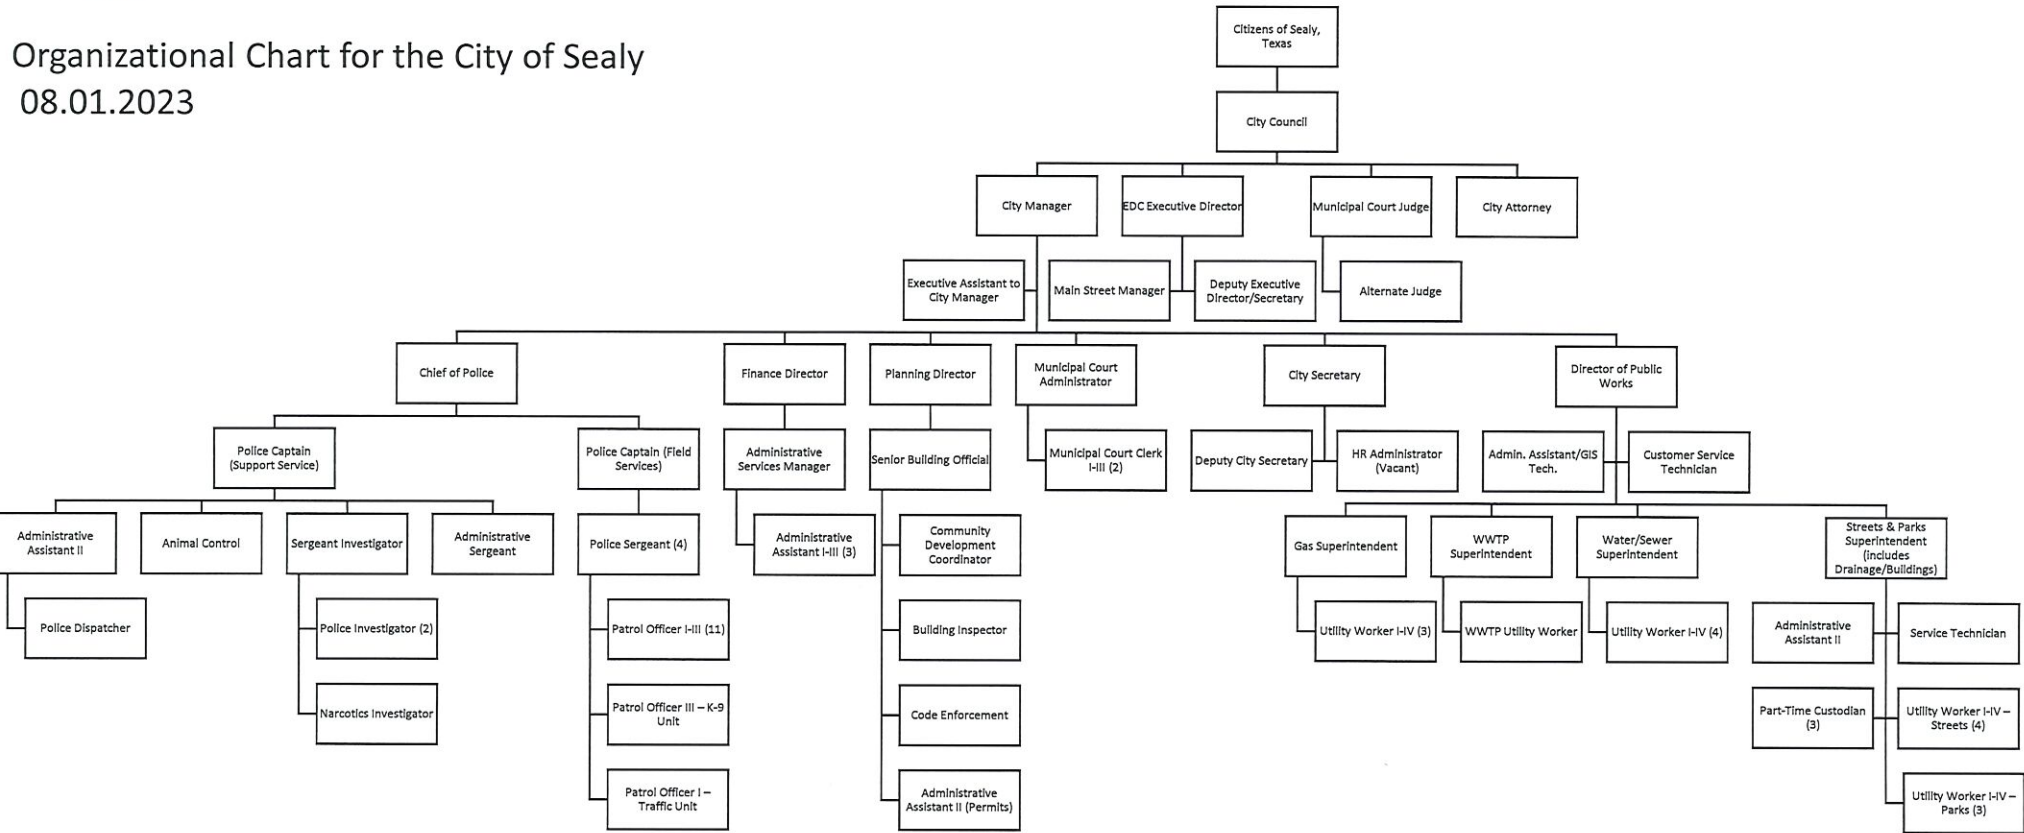 Organizational Chart for the City of Sealy
08.01.2023
Citizens of Sealy,
Texas
City Council
City Manager
EDC Executive Director
Municipal Court Judge
City Attorney
Executive Assistant to
City Manager
Main Street Manager
Deputy Executive
Director/Secretary
Alternate Judge
Chief of Police
Finance Director
Planning Director
Municipal Court
Administrator
City Secretary
Director of Public
Works
Police Captain
(Support Service)
Police Captain (Field
Services)
Administrative
Services Manager
Senior Building Official
Municipal Court Clerk
I-III (2)
Deputy City Secretary
HR Administrator
(Vacant)
Admin. Assistant/GIS
Tech.
Customer Service
Technician
Administrative
Assistant II
Animal Control
Sergeant Investigator
Administrative
Sergeant
Police Sergeant (4)
Administrative
Assistant I-III (3)
Community
Development
Coordinator
Gas Superintendent
WWTP
Superintendent
Water/Sewer
Superintendent
Streets & Parks
Superintendent
(includes
Drainage/Buildings)
Police Dispatcher
Police Investigator (2)
Patrol Officer I-III (11)
Building Inspector
Utility Worker I-IV (3)
WWTP Utility Worker
Utility Worker I-IV (4)
Administrative
Assistant II
Service Technician
Narcotics Investigator
Patrol Officer III – K-9
Unit
Code Enforcement
Part-Time Custodian
(3)
Utility Worker I-IV –
Streets (4)
Patrol Officer I –
Traffic Unit
Administrative
Assistant II (Permits)
Utility Worker I-IV –
Parks (3)